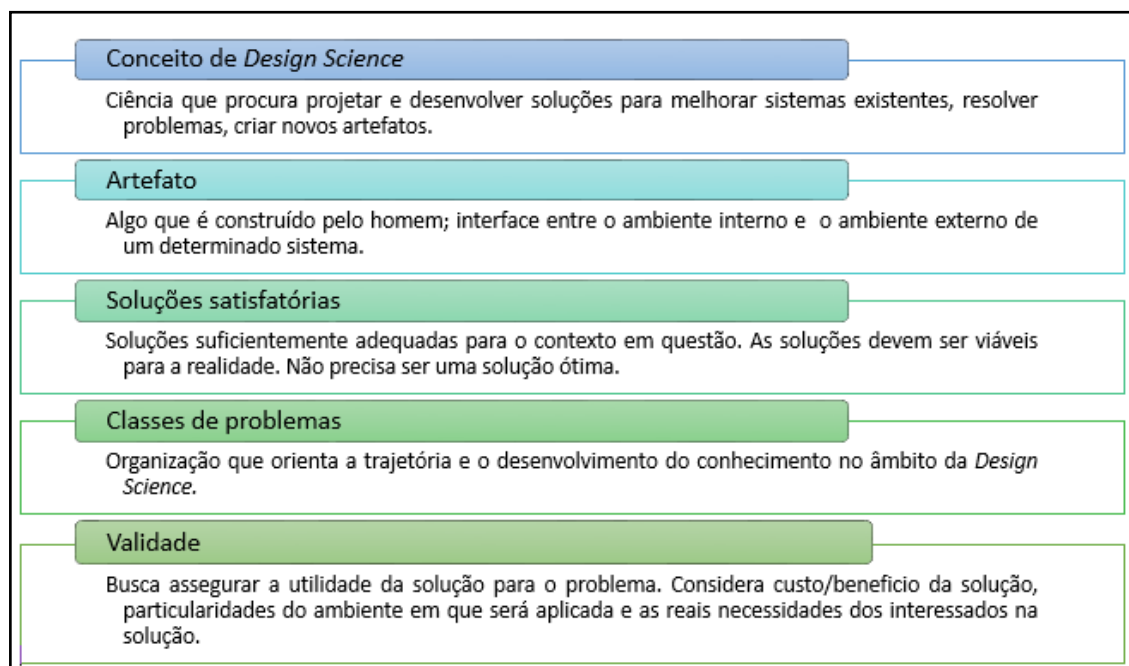 Conceito de Design Science
Ciência que procura projetar e desenvolver soluções para melhorar sistemas existentes, resolver
problemas, criar novos artefatos.
Artefato
Algo que é construído pelo homem; interface entre o ambiente interno e o ambiente externo de
um determinado sistema.
Soluções satisfatórias
Soluções suficientemente adequadas para o contexto em questão. As soluções devem ser viáveis
para a realidade. Não precisa ser uma solução ótima.
Classes de problemas
Organização que orienta a trajetória e o desenvolvimento do conhecimento no âmbito da Design
Science.
Validade
Busca assegurar a utilidade da solução para o problema. Considera custo/beneficio da solução,
particularidades do ambiente em que será aplicada e as reais necessidades dos interessados na
solução.